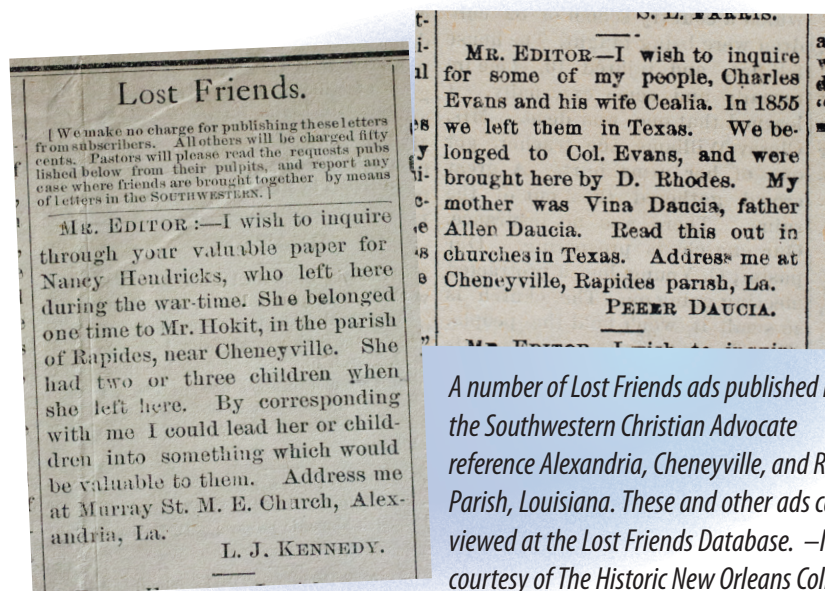 Lost Friends.
[ We make no charge for publishing these letters
from subscribers. All others will be charged fifty
cents. Pastors will please read the requests pubs
lished below from their pulpits, and report any
case where friends are brought together by means
of letters in the SOUTHWESTERN. ]
MR. EDITOR :—I wish to inquire
through your valuable paper for
Nancy Hendricks, who left here
during the war-time. She belonged
one time to Mr. Hokit, in the parish
of Rapides, near Cheneyville. She
had two or three children when
she left here. By corresponding
with me I could lead her or child-
dren into something which would
be valuable to them. Address me
at Murray St. M. E. Church, Alex-
andria, La.
L. J. KENNEDY.
S. L. FARRIS.
MR. EDITOR—I wish to inquire
for some of my people, Charles
Evans and his wife Cealia. In 1855
we left them in Texas. We be-
longed to Col. Evans, and were
brought here by D. Rhodes. My
mother was Vina Daucia, father
Allen Daucia. Read this out in
churches in Texas. Address me at
Cheneyville, Rapides parish, La.
PEEER DAUCIA.
MR. EDITOR—I wish to inquire
A number of Lost Friends ads published
the Southwestern Christian Advocate
reference Alexandria, Cheneyville, and
Parish, Louisiana. These and other ads
viewed at the Lost Friends Database.
courtesy of The Historic New Orleans